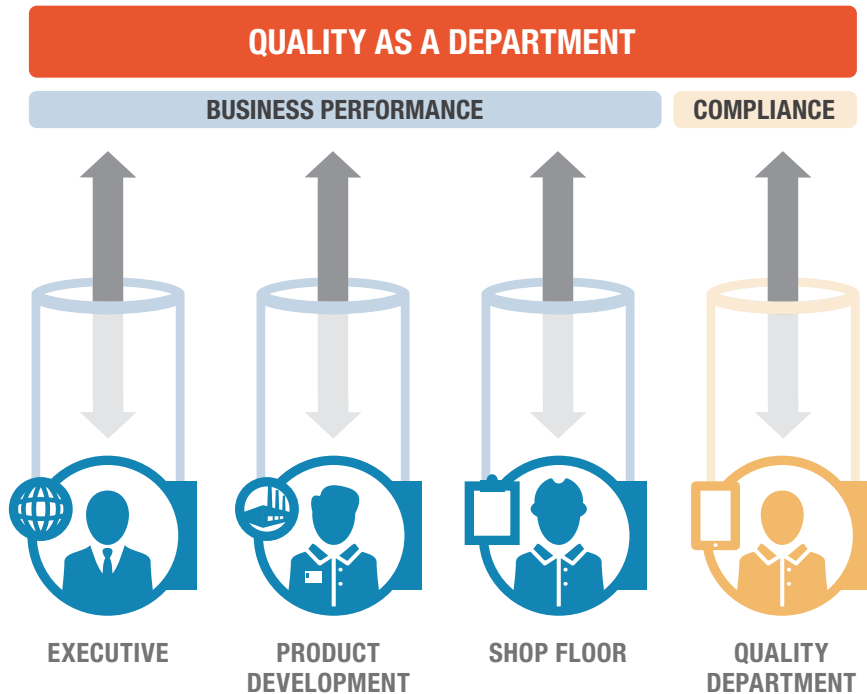 QUALITY AS A DEPARTMENT
BUSINESS PERFORMANCE
COMPLIANCE
EXECUTIVE
PRODUCT
DEVELOPMENT
SHOP FLOOR
QUALITY
DEPARTMENT